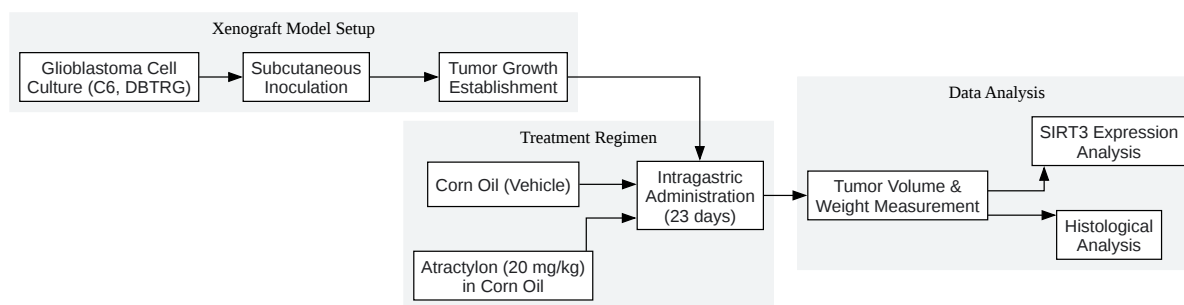 Xenograft Model Setup
Glioblastoma Cell
Culture (C6, DBTRG)
Subcutaneous
Inoculation
Tumor Growth
Establishment
Treatment Regimen
Corn Oil (Vehicle)
Atractylon (20 mg/kg)
in Corn Oil
Intragastric
Administration
(23 days)
Data Analysis
Tumor Volume &
Weight Measurement
SIRT3 Expression
Analysis
Histological
Analysis